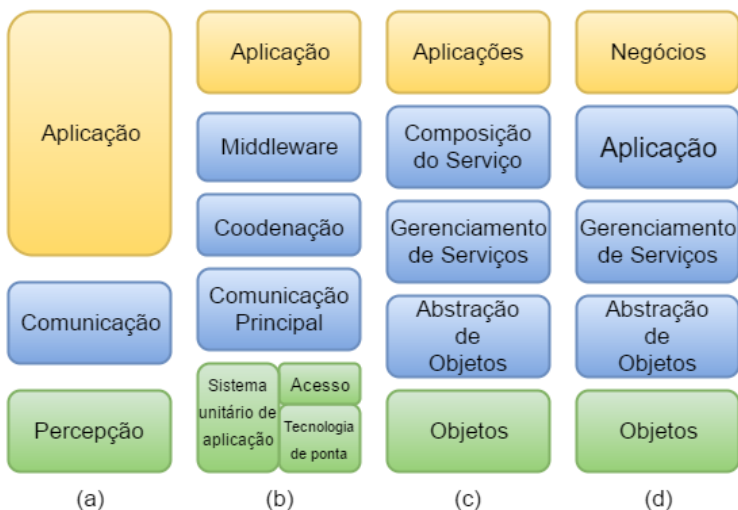 Aplicação
Comunicação
Percepção
(a)
Aplicação
Middleware
Coodenação
Comunicação
Principal
Sistema
unitário de
aplicação
Acesso
Tecnologia
de ponta
(b)
Aplicações
Composição
do Serviço
Gerenciamento
de Serviços
Abstração
de
Objetos
Objetos
(c)
Negócios
Aplicação
Gerenciamento
de Serviços
Abstração
de
Objetos
Objetos
(d)